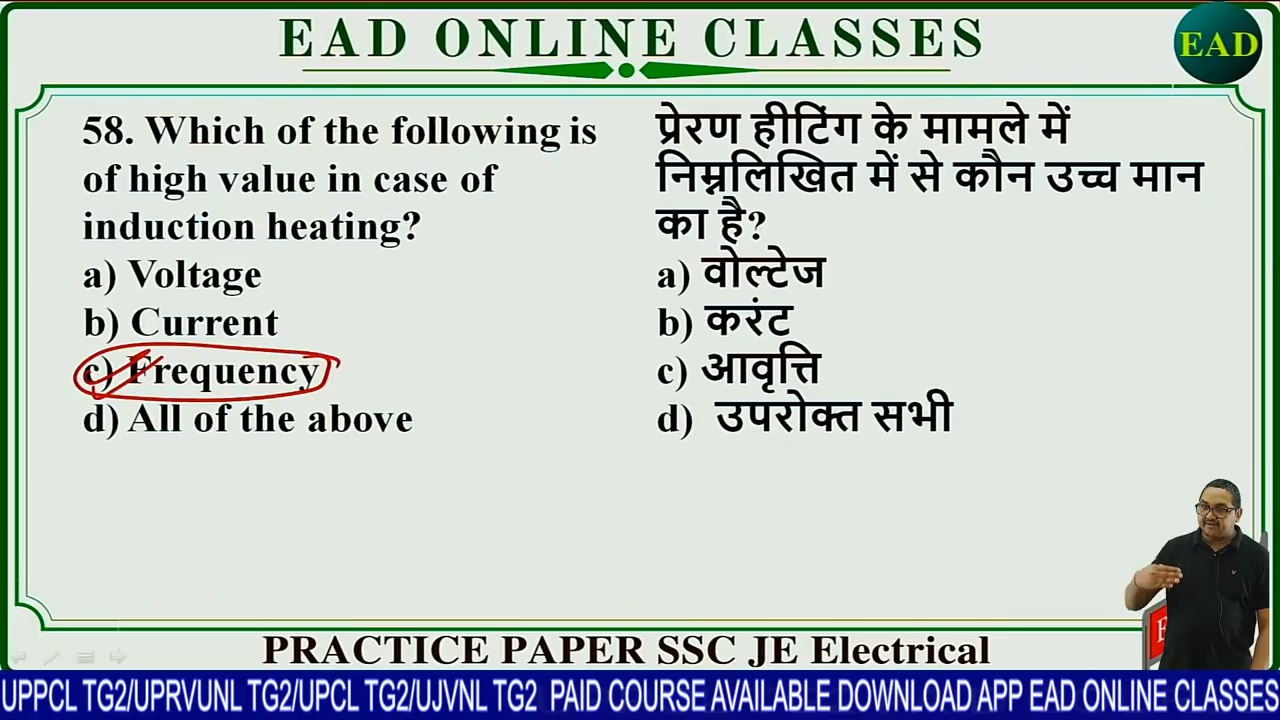 EAD ONLINE CLASSES
EAD
58. Which of the following is
of high value in case of
induction heating?
a) Voltage
b) Current
c) Frequency
d) All of the above
प्रेरण हीटिंग के मामले में
निम्नलिखित में से कौन उच्च मान
का है?
a) वोल्टेज
b) करंट
c) आवृत्ति
d) उपरोक्त सभी
PRACTICE PAPER SSC JE Electrical
UPPCL TG2/UPRVUNL TG2/UPCL TG2/UJVNL TG2 PAID COURSE AVAILABLE DOWNLOAD APP EAD ONLINE CLASSES